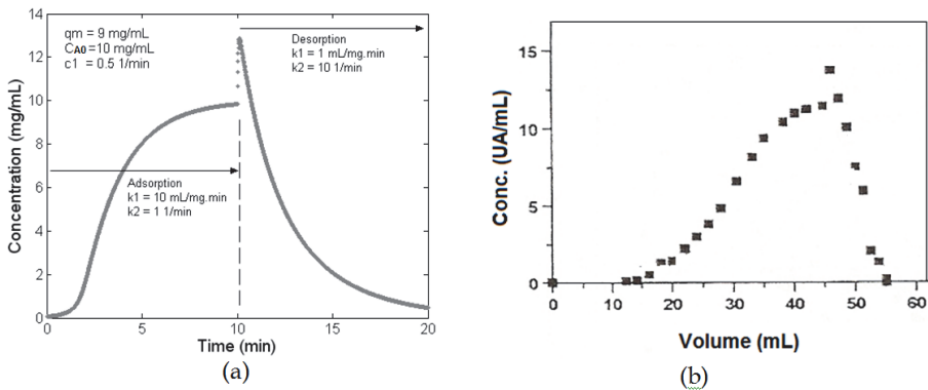 14
12
10
8
6
4
2
0
Concentration (mg/mL)
qm = 9 mg/mL
CA0 =10 mg/mL
c1 = 0.5 1/min
Desorption
k1 = 1 mL/mg.min
k2 = 10 1/min
Adsorption
k1 = 10 mL/mg.min
k2 = 1 1/min
0 5 10 15 20
Time (min)
(a)
15
10
5
0
Conc. (UA/mL)
0 10 20 30 40 50 60
Volume (mL)
(b)